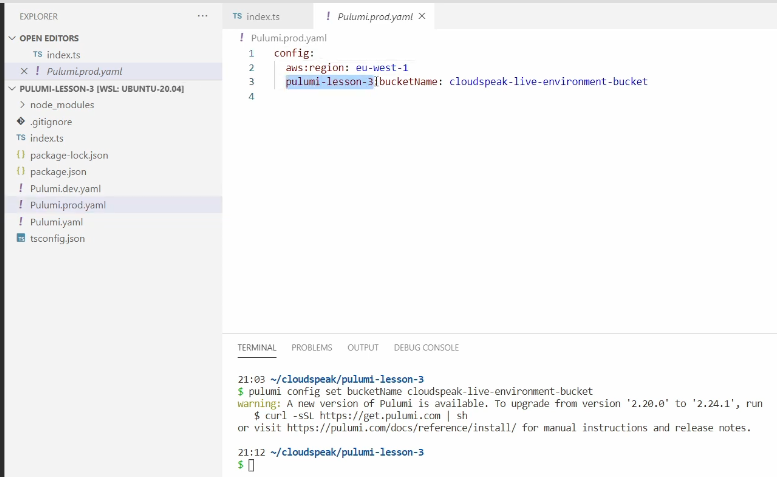 EXPLORER
...
OPEN EDITORS
TS index.ts
! Pulumi.prod.yaml
PULUMI-LESSON-3 [WSL: UBUNTU-20.04]
node_modules
.gitignore
TS index.ts
{} package-lock.json
{} package.json
! Pulumi.dev.yaml
! Pulumi.prod.yaml
! Pulumi.yaml
TS tsconfig.json
TS index.ts
! Pulumi.prod.yaml
! Pulumi.prod.yaml
1 config:
2 aws:region: eu-west-1
3 pulumi-lesson-3:bucketName: cloudspeak-live-environment-bucket
4
TERMINAL PROBLEMS OUTPUT DEBUG CONSOLE
21:03 ~/cloudspeak/pulumi-lesson-3
$ pulumi config set bucketName cloudspeak-live-environment-bucket
warning: A new version of Pulumi is available. To upgrade from version '2.20.0' to '2.24.1', run
$ curl -sSL https://get.pulumi.com | sh
or visit https://pulumi.com/docs/reference/install/ for manual instructions and release notes.
21:12 ~/cloudspeak/pulumi-lesson-3
$